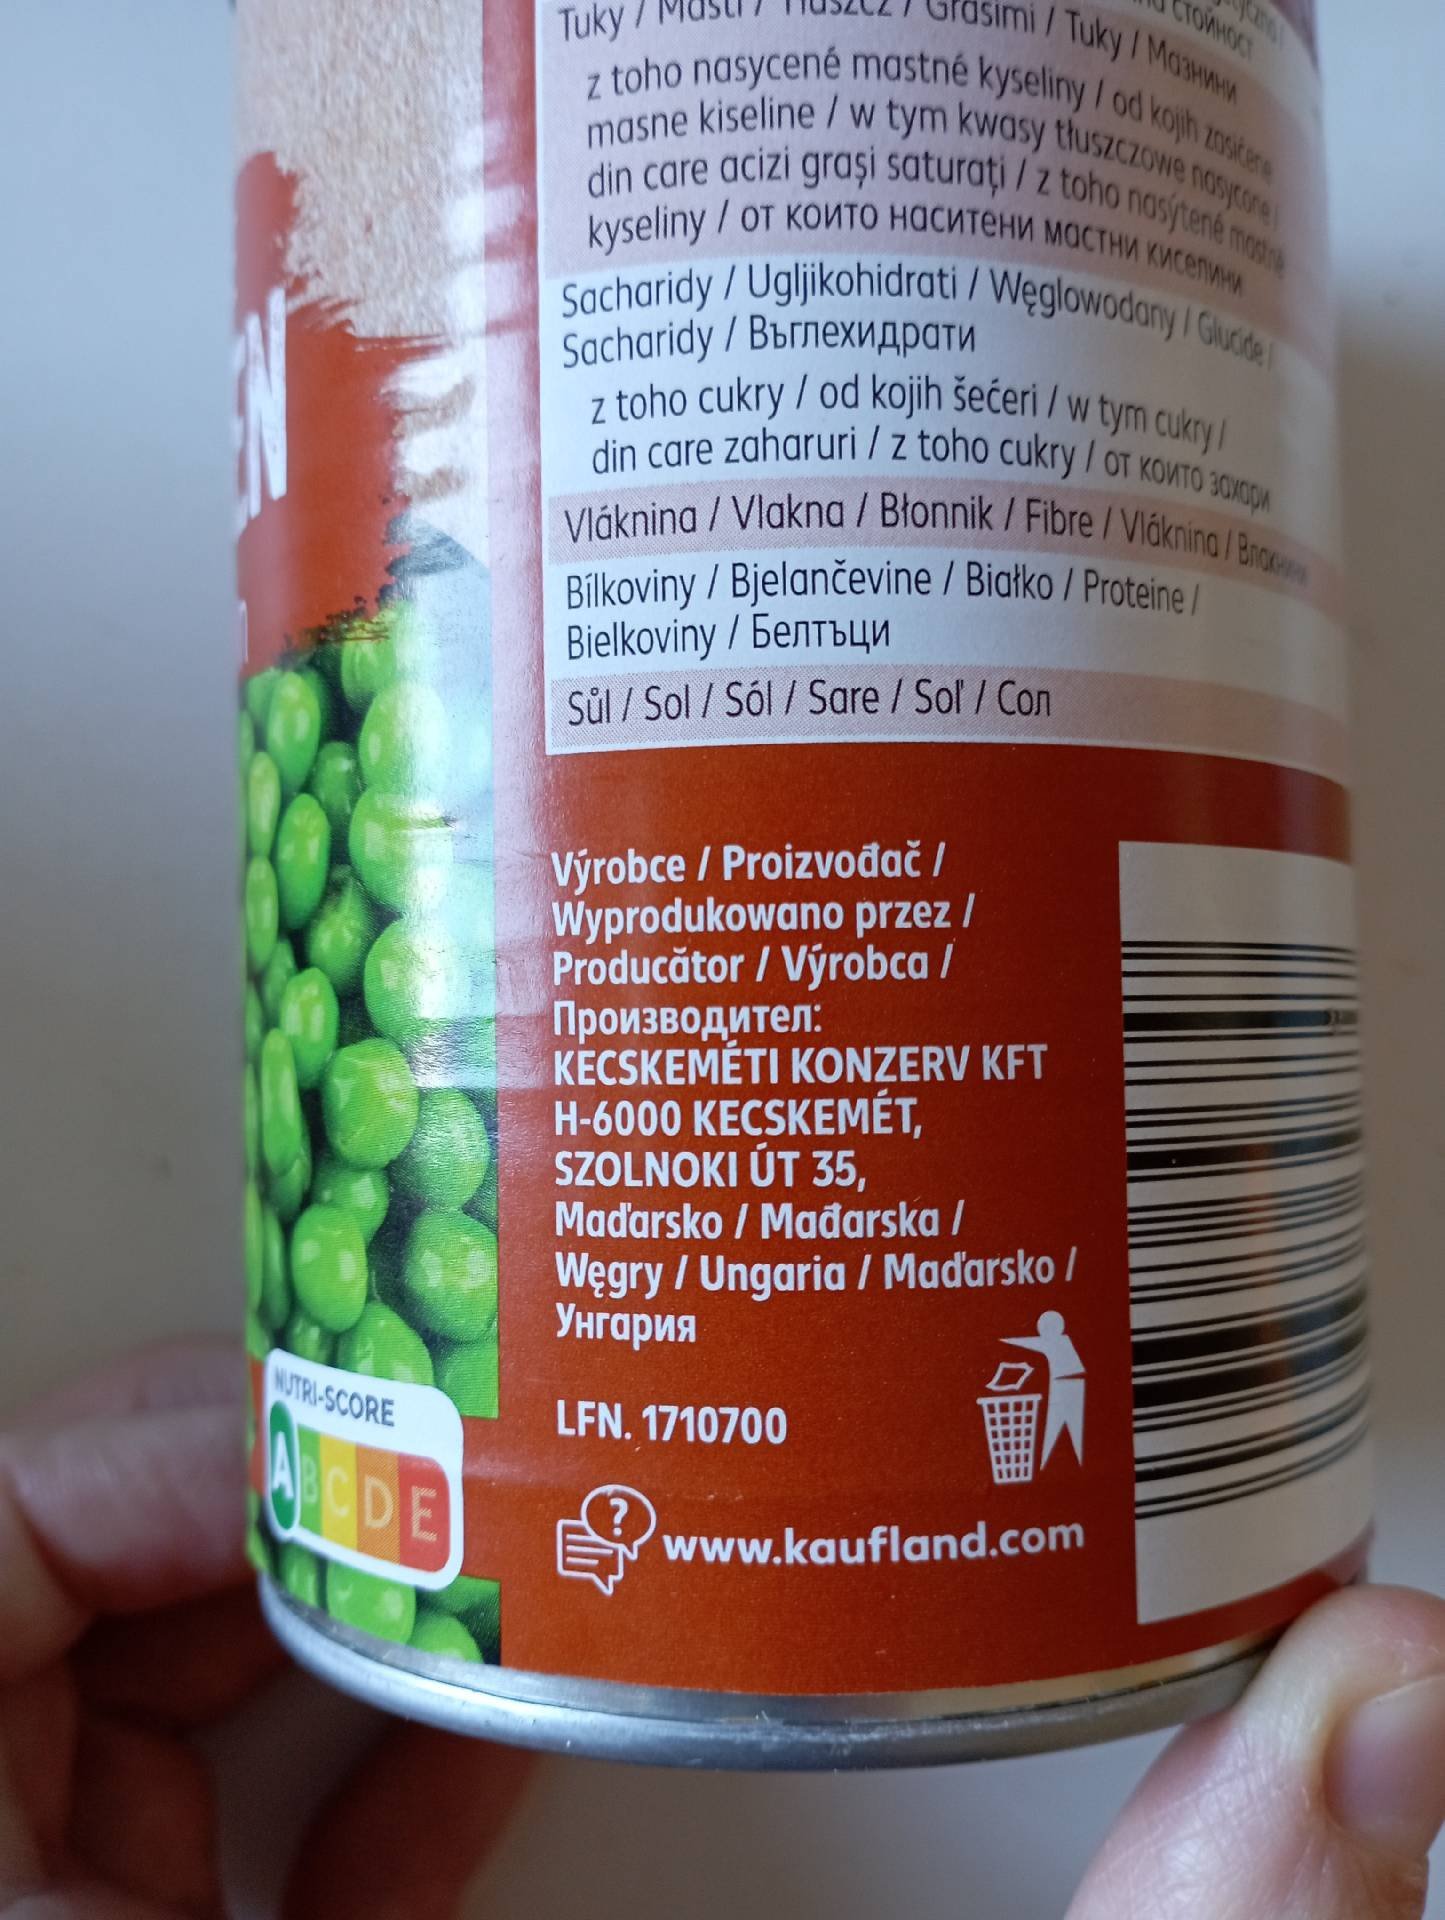 Tuky / Masti / Tłuszcz / Grăsimi / Tuky / Мазнини
z toho nasycené mastné kyseliny / od kojih zasićene
masne kiseline / w tym kwasy tłuszczowe nasycone /
din care acizi grași saturați / z toho nasýtené mastné
kyseliny / от които наситени мастни киселини
Sacharidy / Ugljikohidrati / Węglowodany / Glucide /
Sacharidy / Въглехидрати
z toho cukry / od kojih šećeri / w tym cukry /
din care zaharuri / z toho cukry / от които захари
Vláknina / Vlakna / Błonnik / Fibre / Vláknina / Влакнини
Bílkoviny / Bjelančevine / Białko / Proteine /
Bielkoviny / Белтъци
Sůl / Sol / Sól / Sare / Soľ / Сол
Výrobce / Proizvođač /
Wyprodukowano przez /
Producător / Výrobca /
Производител:
KECSKEMÉTI KONZERV KFT
H-6000 KECSKEMÉT,
SZOLNOKI ÚT 35,
Maďarsko / Mađarska /
Węgry / Ungaria / Maďarsko /
Унгария
LFN. 1710700
?
www.kaufland.com
NUTRI-SCORE
A B C D E